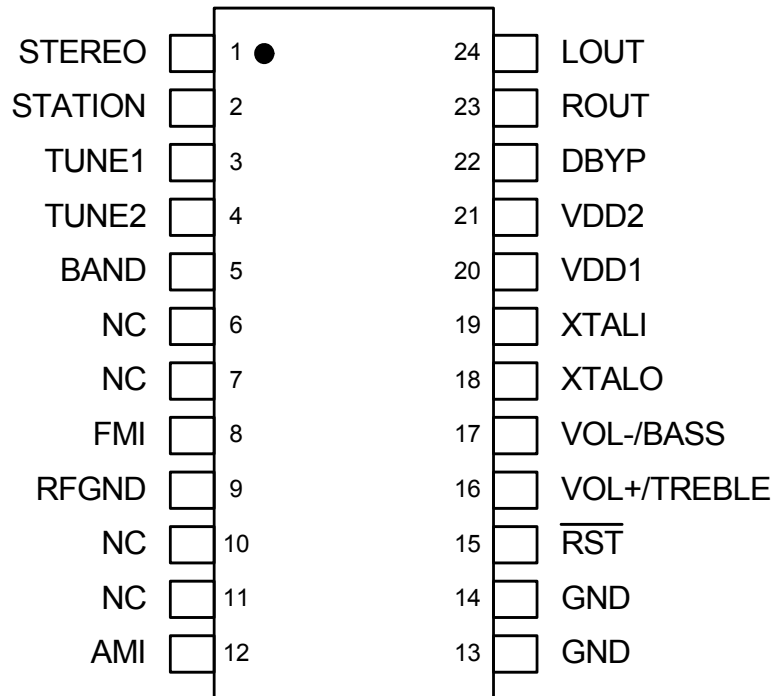 STEREO 1 24 LOUT
STATION 2 23 ROUT
TUNE1 3 22 DBYP
TUNE2 4 21 VDD2
BAND 5 20 VDD1
NC 6 19 XTALI
NC 7 18 XTALO
FMI 8 17 VOL-/BASS
RFGND 9 16 VOL+/TREBLE
NC 10 15 R̅S̅T̅
NC 11 14 GND
AMI 12 13 GND